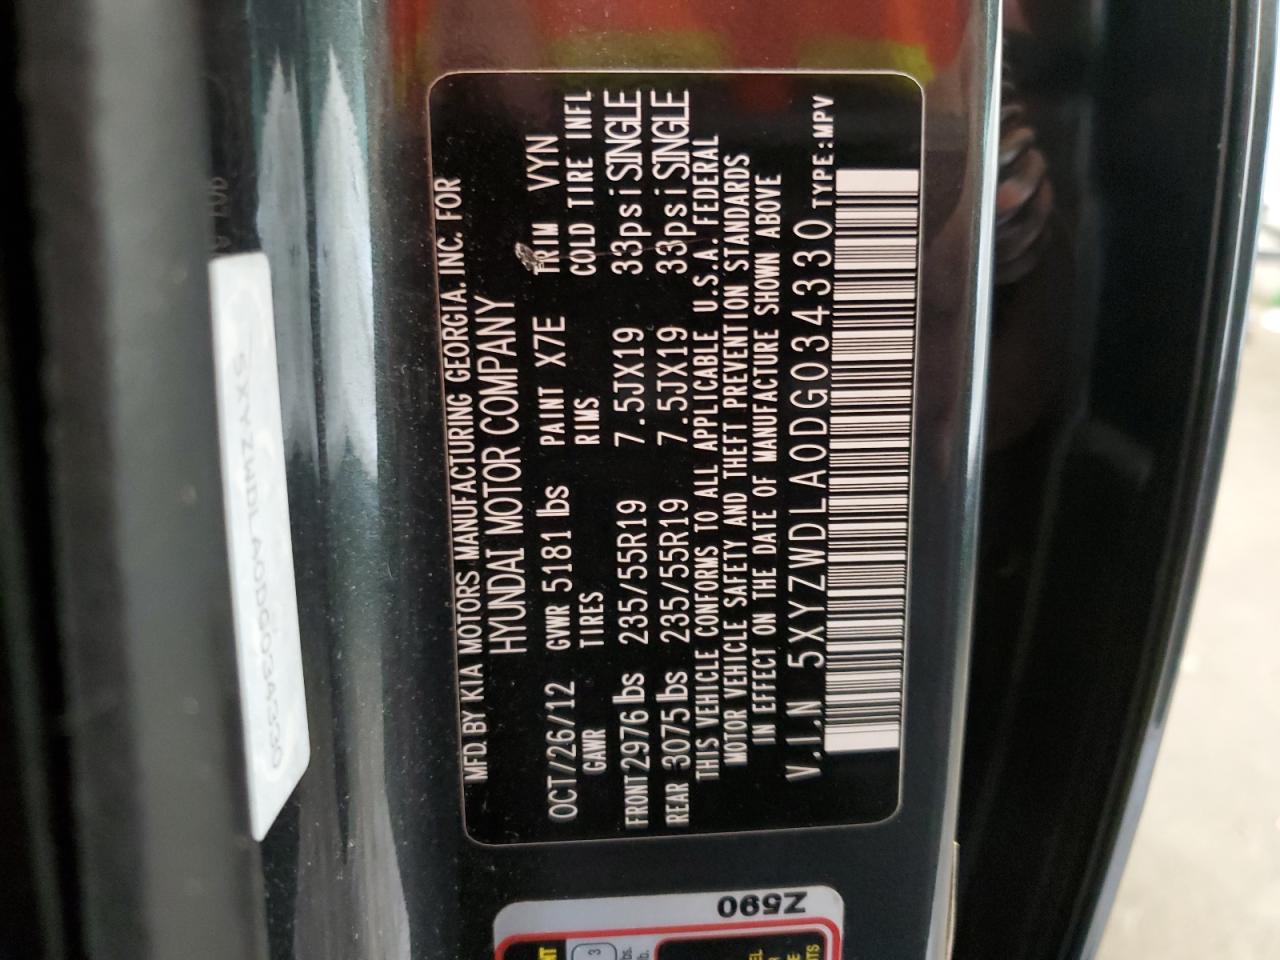 MFD. BY KIA MOTORS MANUFACTURING GEORGIA. INC. FOR
HYUNDAI MOTOR COMPANY
OCT/26/12 GVWR 5181 lbs PAINT X7E TRIM VYN
GAWR TIRES RIMS COLD TIRE INFL
FRONT 2976 lbs 235/55R19 7.5JX19 33psi SINGLE
REAR 3075 lbs 235/55R19 7.5JX19 33psi SINGLE
THIS VEHICLE CONFORMS TO ALL APPLICABLE U.S.A. FEDERAL
MOTOR VEHICLE SAFETY AND THEFT PREVENTION STANDARDS
IN EFFECT ON THE DATE OF MANUFACTURE SHOWN ABOVE
V.I.N 5XYZWDLA0DG034330 TYPE:MPV
5XYZWDLA0DG034330
Z590
3